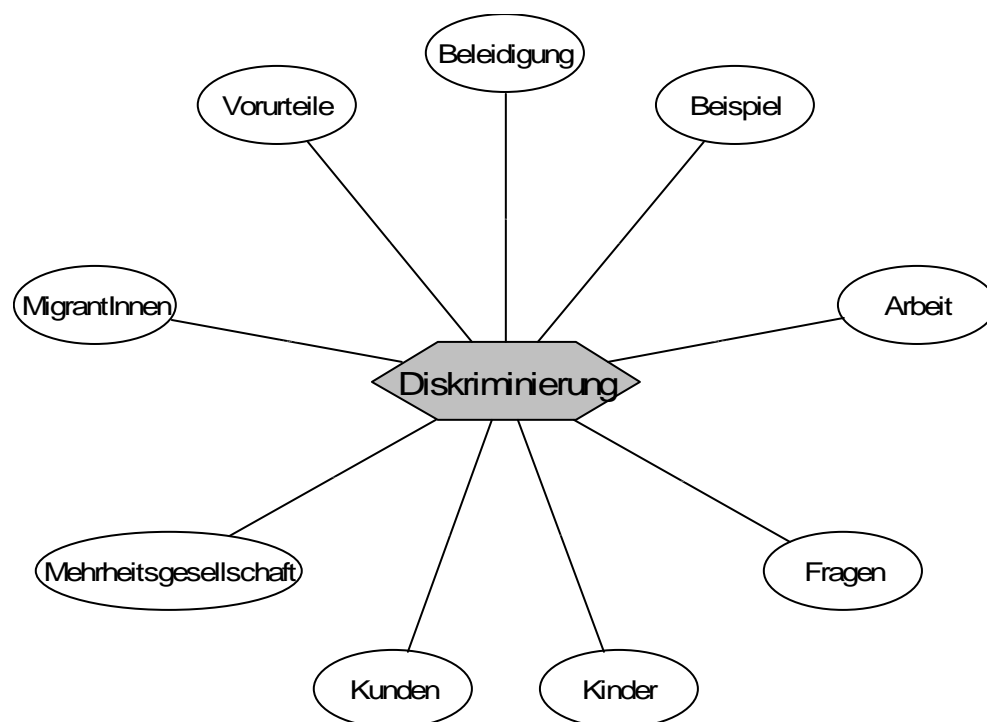 Beleidigung
Vorurteile
Beispiel
MigrantInnen
Arbeit
Diskriminierung
Mehrheitsgesellschaft
Fragen
Kunden
Kinder